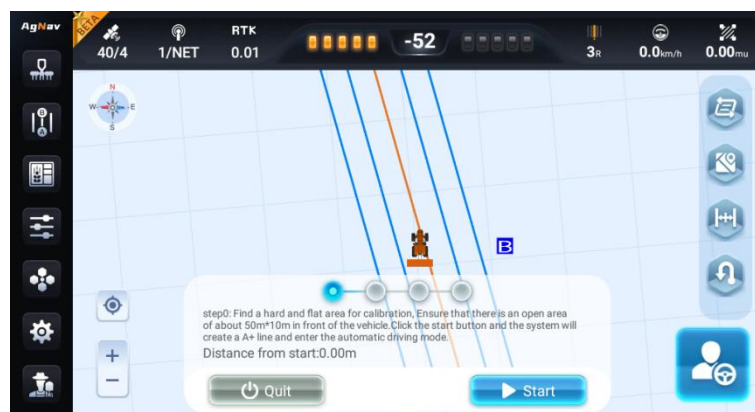 AgNav
BETA
40/4
1/NET
RTK
0.01
-52
3R
0.0km/h
0.00mu
N
W
E
S
B
A
B
step0: Find a hard and flat area for calibration, Ensure that there is an open area
of about 50m*10m in front of the vehicle.Click the start button and the system will
create a A+ line and enter the automatic driving mode.
Distance from start:0.00m
Quit
Start